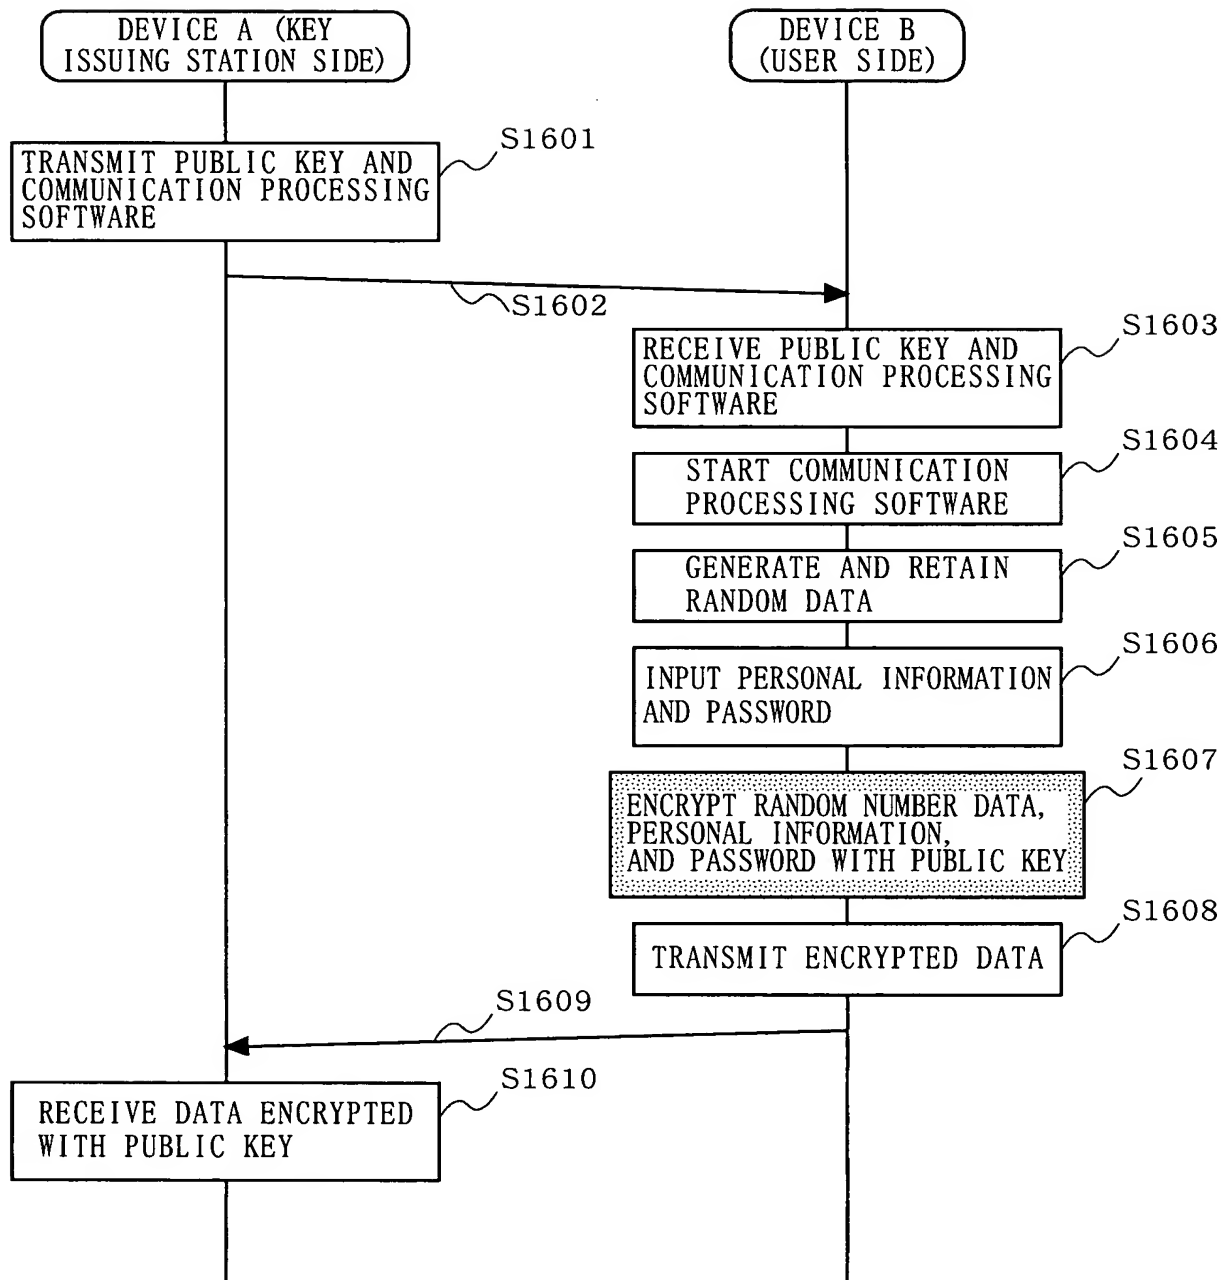 DEVICE A (KEY
ISSUING STATION SIDE)
DEVICE B
(USER SIDE)
S1601
TRANSMIT PUBLIC KEY AND
COMMUNICATION PROCESSING
SOFTWARE
S1602
S1603
RECEIVE PUBLIC KEY AND
COMMUNICATION PROCESSING
SOFTWARE
S1604
START COMMUNICATION
PROCESSING SOFTWARE
S1605
GENERATE AND RETAIN
RANDOM DATA
S1606
INPUT PERSONAL INFORMATION
AND PASSWORD
S1607
ENCRYPT RANDOM NUMBER DATA,
PERSONAL INFORMATION,
AND PASSWORD WITH PUBLIC KEY
S1608
TRANSMIT ENCRYPTED DATA
S1609
S1610
RECEIVE DATA ENCRYPTED
WITH PUBLIC KEY